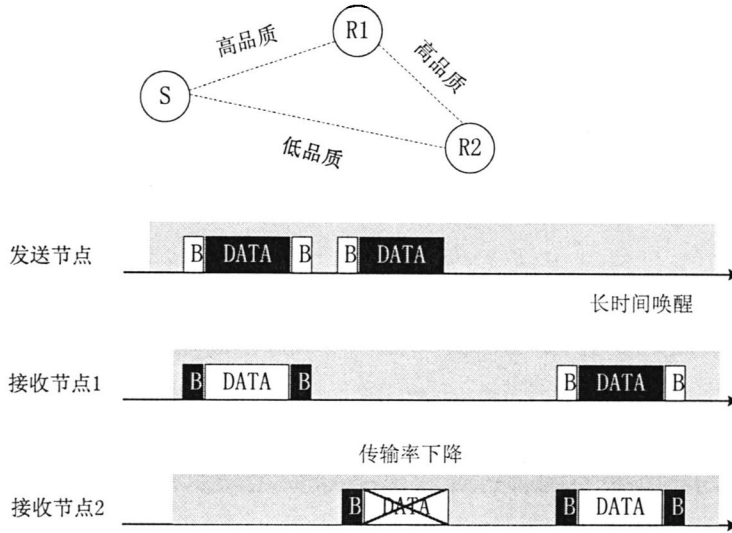 R1
高品质
高品质
S
低品质
R2
发送节点
B DATA B B DATA
长时间唤醒
接收节点1
B DATA B B DATA B
传输率下降
接收节点2
B DATA B DATA B